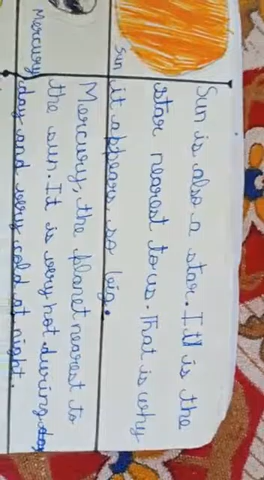 Sun
Sun is also a star. It is the
star nearest to us. That is why
it appears so big.
Mercury
Mercury, the planet nearest to
the sun. It is very hot during
day and very cold at night.